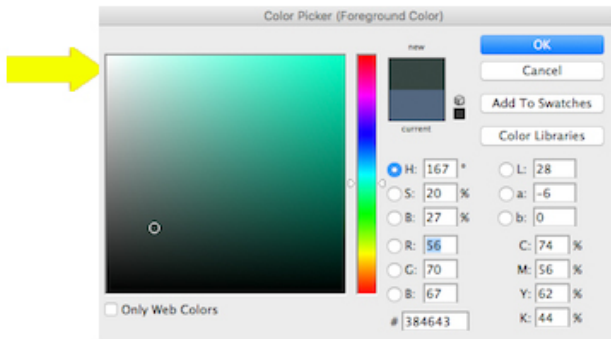 Color Picker (Foreground Color)
new
current
OK
Cancel
Add To Swatches
Color Libraries
H: 167 °
S: 20 %
B: 27 %
R: 56
G: 70
B: 67
# 384643
L: 28
a: -6
b: 0
C: 74 %
M: 56 %
Y: 62 %
K: 44 %
Only Web Colors